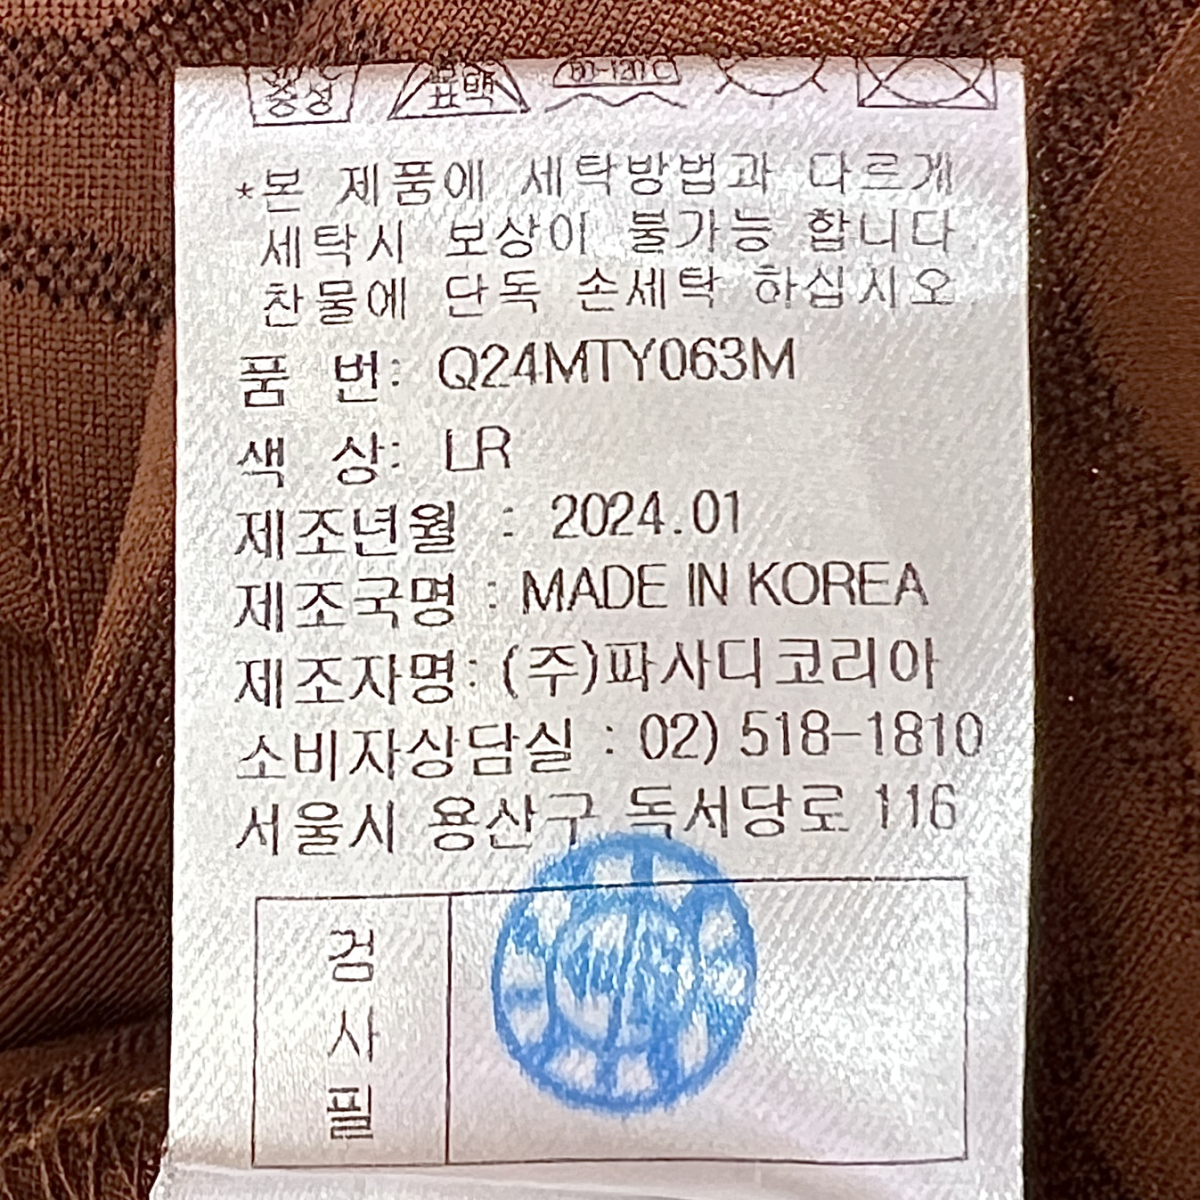 중성
표백
80-120℃
*본 제품에 세탁방법과 다르게
세탁시 보상이 불가능 합니다
찬물에 단독 손세탁 하십시오
품 번: Q24MTY063M
색 상: LR
제조년월 : 2024.01
제조국명 : MADE IN KOREA
제조자명: (주)파사디코리아
소비자상담실 : 02) 518-1810
서울시 용산구 독서당로 116
검
사
필